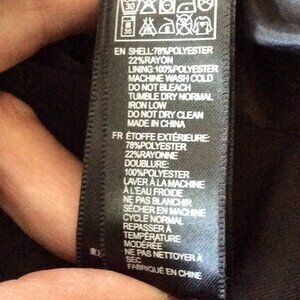 30
30
EN SHELL:78%POLYESTER
22%RAYON
LINING:100%POLYESTER
MACHINE WASH COLD
DO NOT BLEACH
TUMBLE DRY NORMAL
IRON LOW
DO NOT DRY CLEAN
MADE IN CHINA
FR ÉTOFFE EXTÉRIEURE:
78%POLYESTER
22%RAYONNE
DOUBLURE:
100%POLYESTER
LAVER À LA MACHINE
À L'EAU FROIDE
NE PAS BLANCHIR
SÉCHER EN MACHINE
CYCLE NORMAL
REPASSER À
TEMPÉRATURE
MODÉRÉE
NE PAS NETTOYER À
SEC
FABRIQUÉ EN CHINE